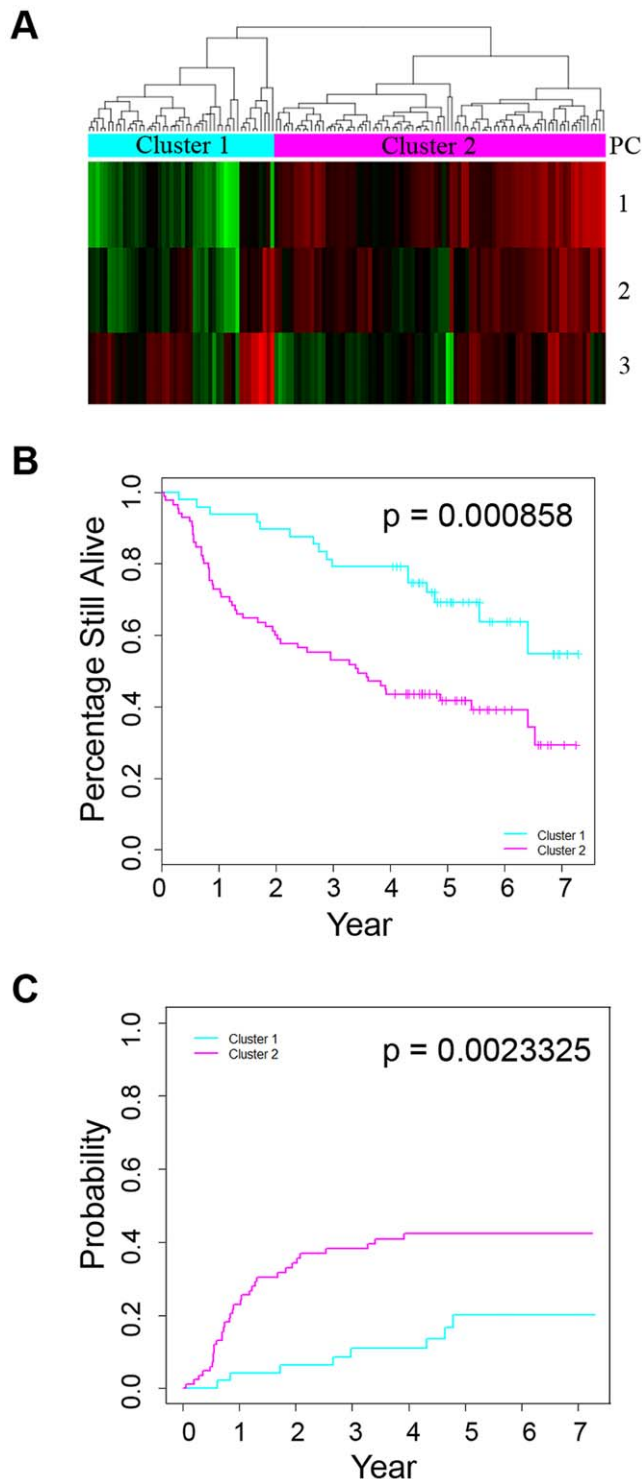 A
Cluster 1 Cluster 2 PC
1
2
3
B
p = 0.000858
Percentage Still Alive
1.0
0.8
0.6
0.4
0.2
0.0
Cluster 1
Cluster 2
0 1 2 3 4 5 6 7
Year
C
Cluster 1
Cluster 2
p = 0.0023325
Probability
1.0
0.8
0.6
0.4
0.2
0.0
0 1 2 3 4 5 6 7
Year